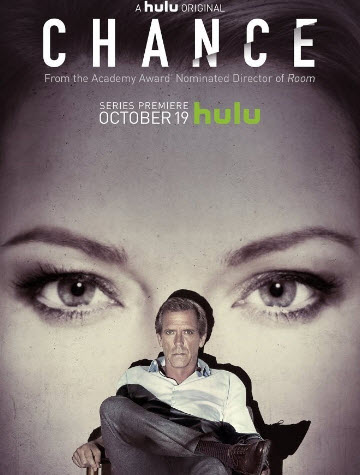 A hulu ORIGINAL
CHANCE
From the Academy Award Nominated Director of Room
SERIES PREMIERE
OCTOBER 19 hulu